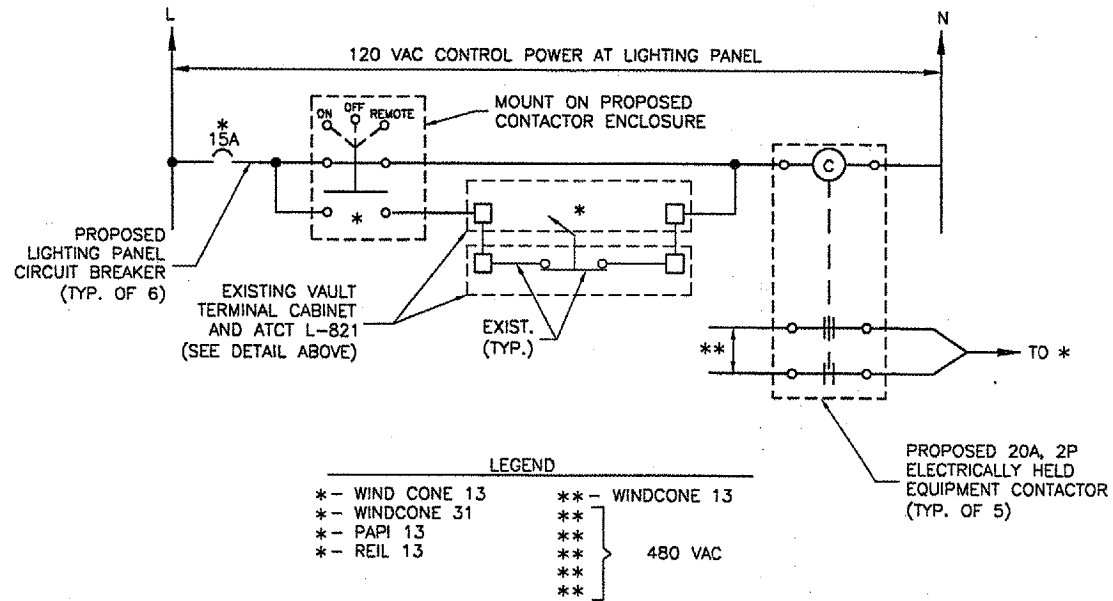 L
N
120 VAC CONTROL POWER AT LIGHTING PANEL
ON OFF REMOTE
MOUNT ON PROPOSED
CONTACTOR ENCLOSURE
*
15A
C
*
*
PROPOSED
LIGHTING PANEL
CIRCUIT BREAKER
(TYP. OF 6)
EXISTING VAULT
TERMINAL CABINET
AND ATCT L-821
(SEE DETAIL ABOVE)
EXIST.
(TYP.)
**
TO *
PROPOSED 20A, 2P
ELECTRICALLY HELD
EQUIPMENT CONTACTOR
(TYP. OF 5)
LEGEND
*- WIND CONE 13
*- WINDCONE 31
*- PAPI 13
*- REIL 13
**- WINDCONE 13
**
**
**
**
**
480 VAC